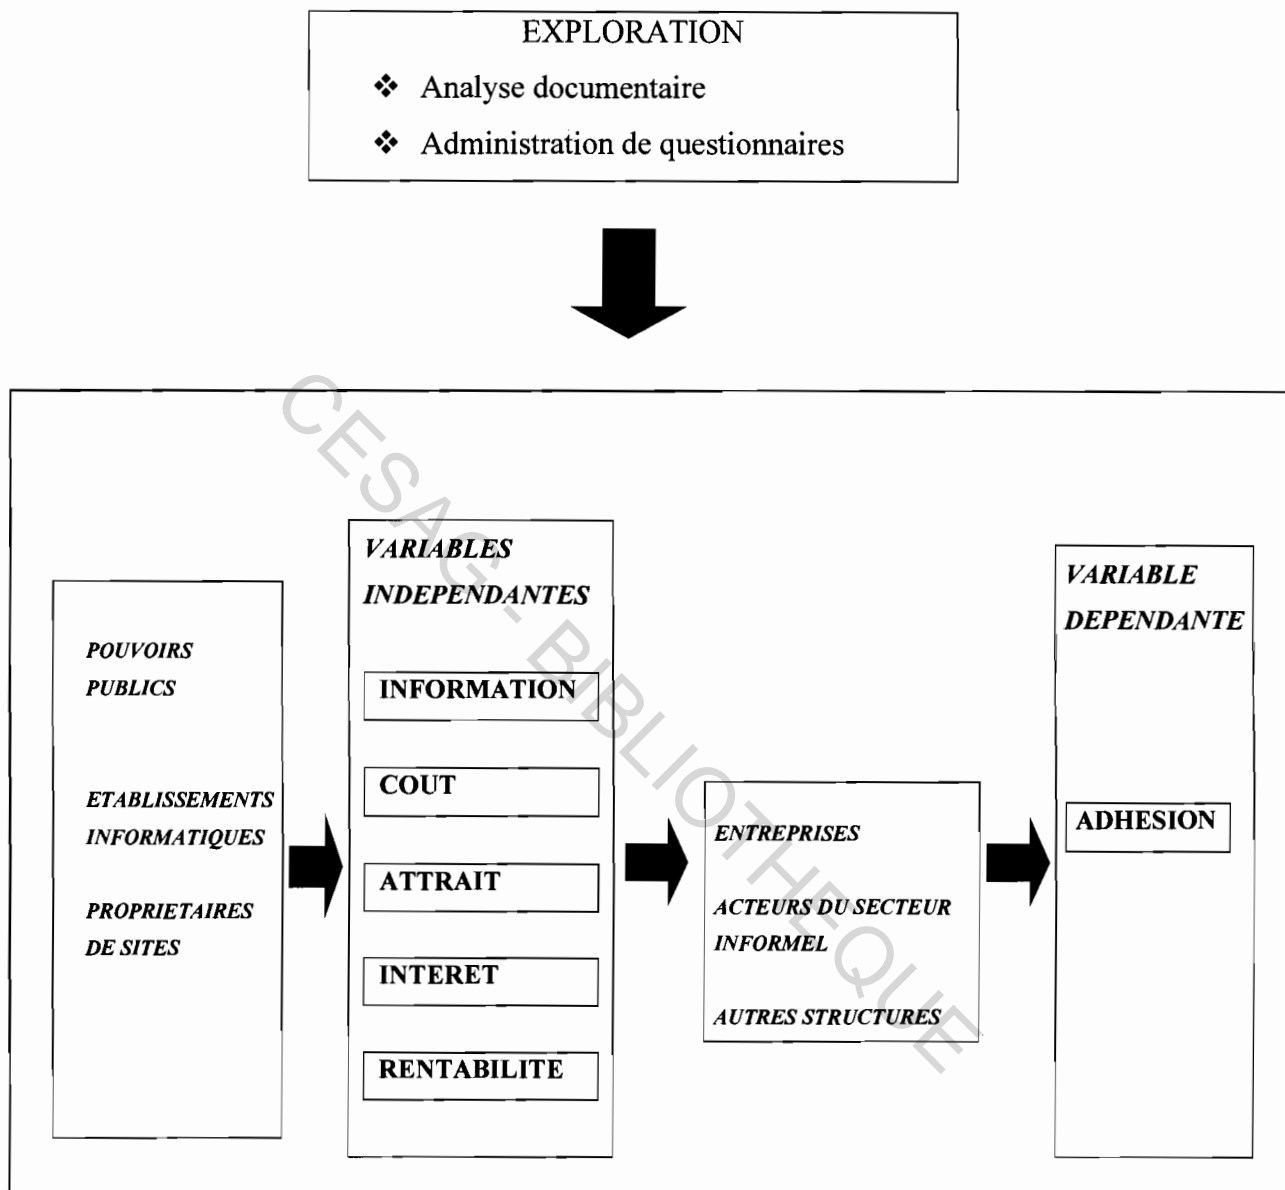 EXPLORATION
❖ Analyse documentaire
❖ Administration de questionnaires
POUVOIRS
PUBLICS
ETABLISSEMENTS
INFORMATIQUES
PROPRIETAIRES
DE SITES
VARIABLES
INDEPENDANTES
INFORMATION
COUT
ATTRAIT
INTERET
RENTABILITE
ENTREPRISES
ACTEURS DU SECTEUR
INFORMEL
AUTRES STRUCTURES
VARIABLE
DEPENDANTE
ADHESION
CESAG - BIBLIOTHEQUE